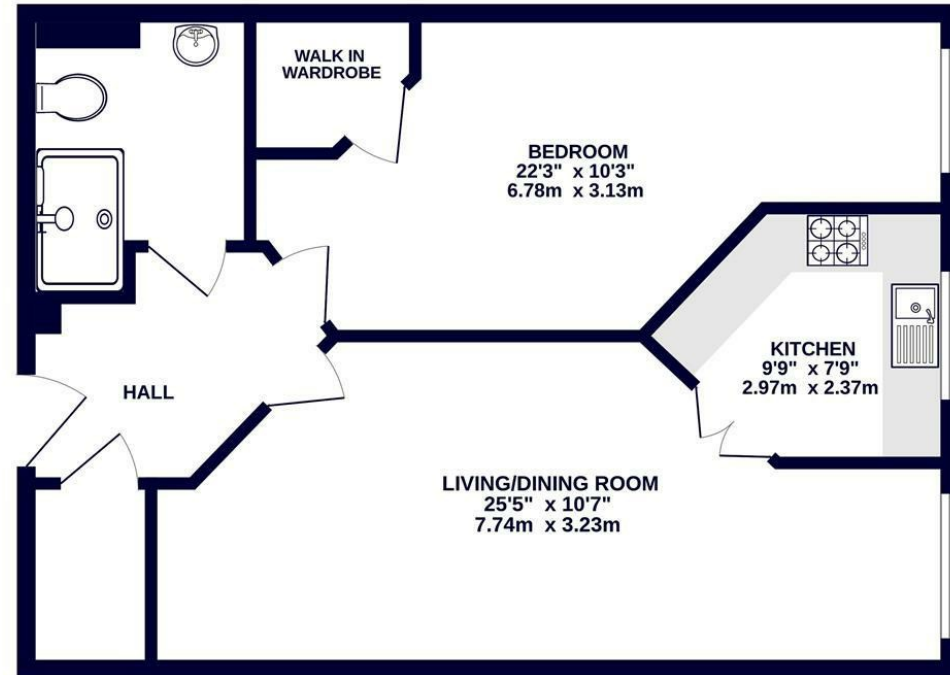 WALK IN
WARDROBE
BEDROOM
22'3" x 10'3"
6.78m x 3.13m
KITCHEN
9'9" x 7'9"
2.97m x 2.37m
HALL
LIVING/DINING ROOM
25'5" x 10'7"
7.74m x 3.23m